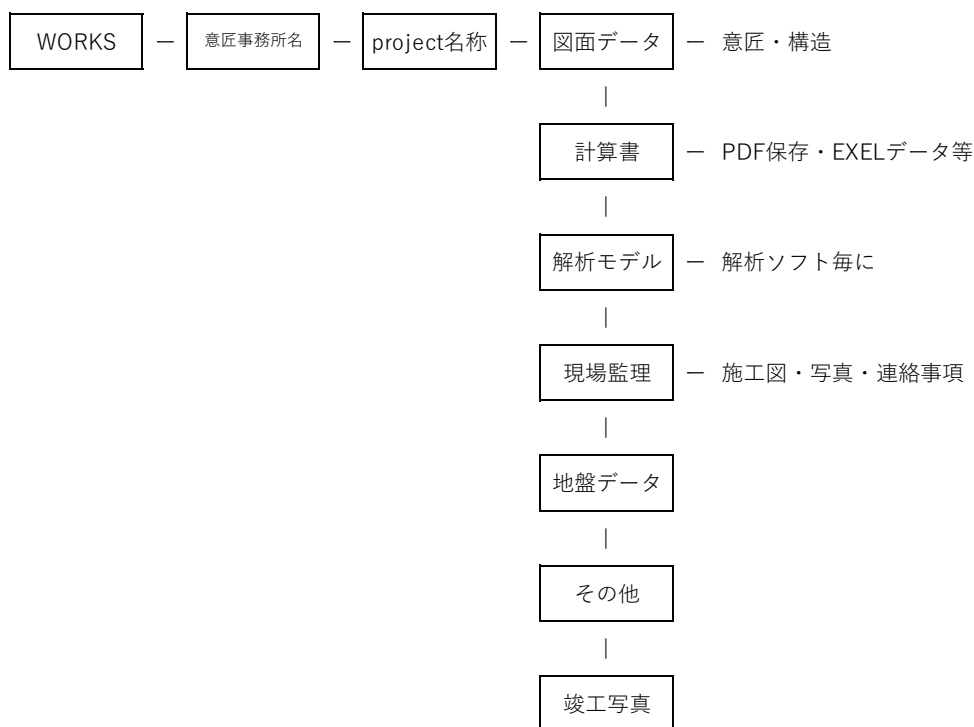 WORKS － 意匠事務所名 － project名称 － 図面データ － 意匠・構造
｜
計算書 － PDF保存・EXELデータ等
｜
解析モデル － 解析ソフト毎に
｜
現場監理 － 施工図・写真・連絡事項
｜
地盤データ
｜
その他
｜
竣工写真